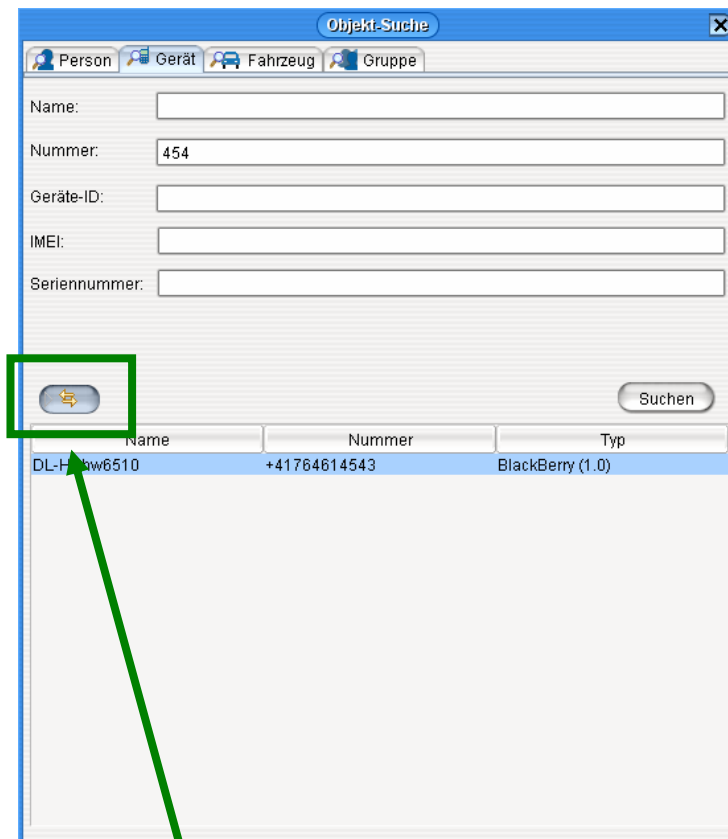 Objekt-Suche
Person Gerät Fahrzeug Gruppe
Name:
Nummer: 454
Geräte-ID:
IMEI:
Seriennummer:
Suchen
Name Nummer Typ
+41764614543 BlackBerry (1.0)